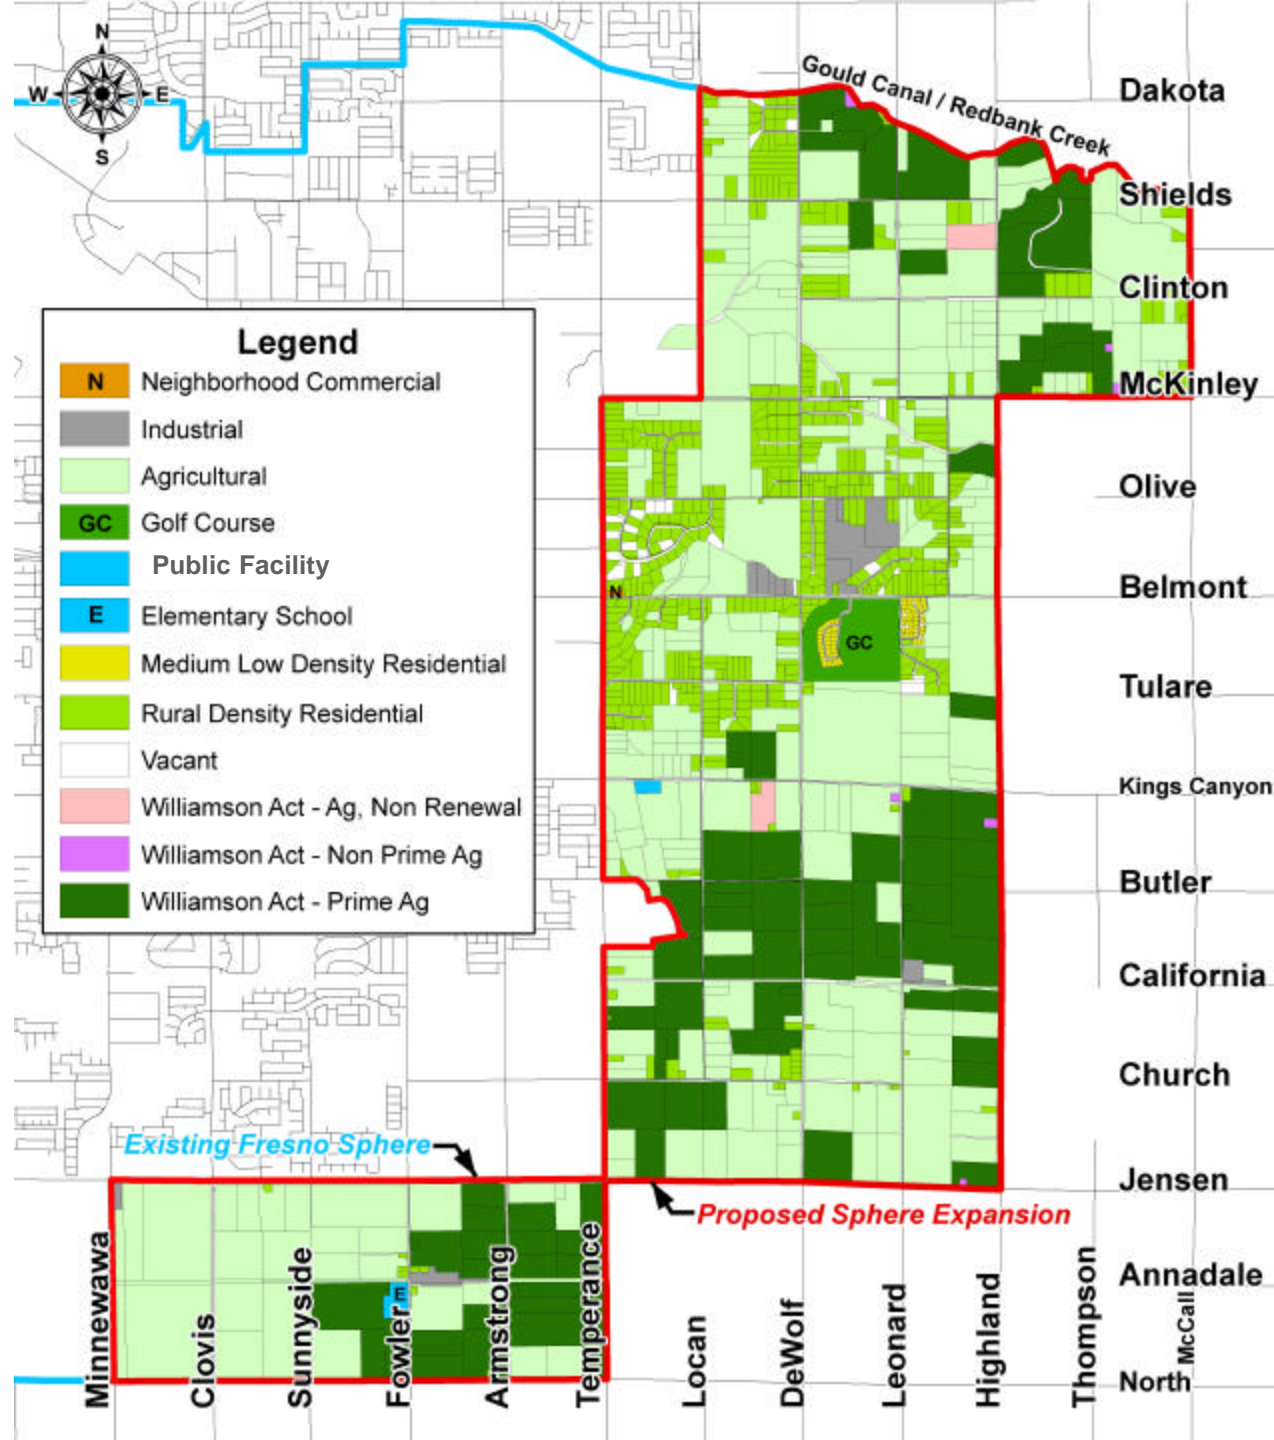 N
W
E
S
Gould Canal / Redbank Creek
Dakota
Shields
Clinton
McKinley
Olive
Belmont
Tulare
Kings Canyon
Butler
California
Church
Jensen
Annadale
North
Legend
N Neighborhood Commercial
Industrial
Agricultural
GC Golf Course
Public Facility
E Elementary School
Medium Low Density Residential
Rural Density Residential
Vacant
Williamson Act - Ag, Non Renewal
Williamson Act - Non Prime Ag
Williamson Act - Prime Ag
N
GC
Existing Fresno Sphere
Proposed Sphere Expansion
E
Minnewawa
Clovis
Sunnyside
Fowler
Armstrong
Temperance
Locan
DeWolf
Leonard
Highland
Thompson
McCall